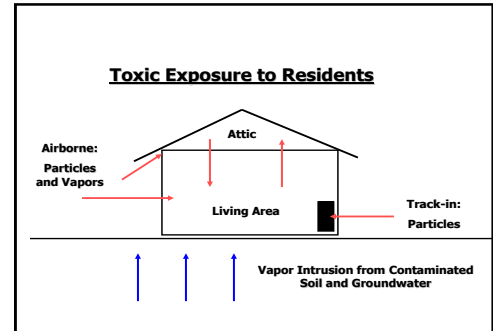 Toxic Exposure to Residents
Attic
Airborne:
Particles
and Vapors
Living Area
Track-in:
Particles
Vapor Intrusion from Contaminated
Soil and Groundwater